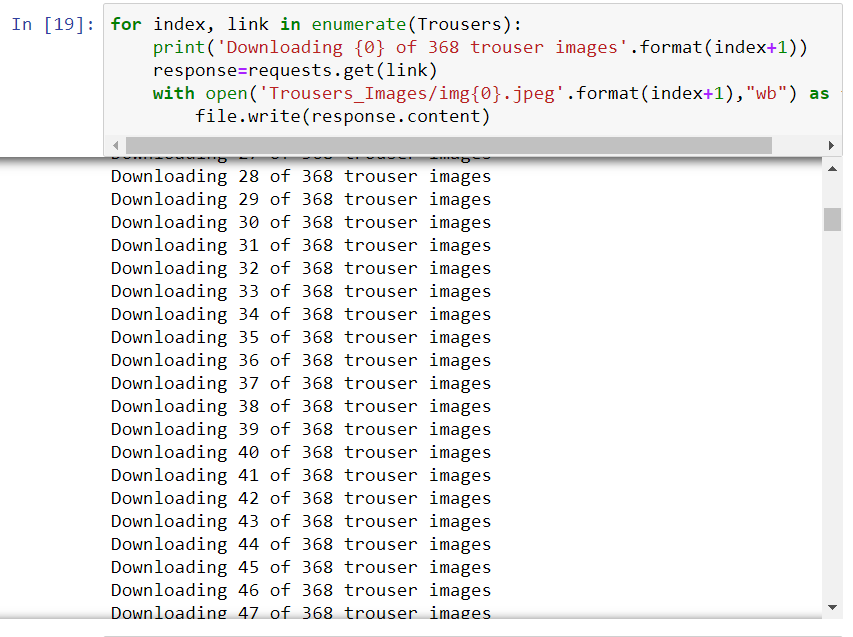 In [19]: for index, link in enumerate(Trousers):
print('Downloading {0} of 368 trouser images'.format(index+1))
response=requests.get(link)
with open('Trousers_Images/img{0}.jpeg'.format(index+1),"wb") as
file.write(response.content)
Downloading 27 of 368 trouser images
Downloading 28 of 368 trouser images
Downloading 29 of 368 trouser images
Downloading 30 of 368 trouser images
Downloading 31 of 368 trouser images
Downloading 32 of 368 trouser images
Downloading 33 of 368 trouser images
Downloading 34 of 368 trouser images
Downloading 35 of 368 trouser images
Downloading 36 of 368 trouser images
Downloading 37 of 368 trouser images
Downloading 38 of 368 trouser images
Downloading 39 of 368 trouser images
Downloading 40 of 368 trouser images
Downloading 41 of 368 trouser images
Downloading 42 of 368 trouser images
Downloading 43 of 368 trouser images
Downloading 44 of 368 trouser images
Downloading 45 of 368 trouser images
Downloading 46 of 368 trouser images
Downloading 47 of 368 trouser images